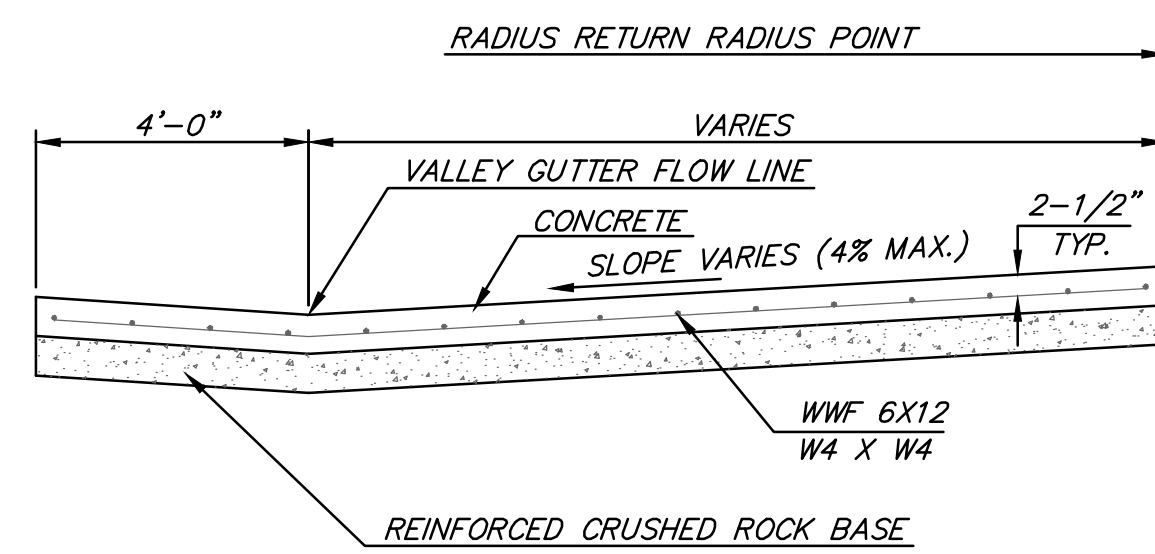 RADIUS RETURN RADIUS POINT
4'-0"
VARIES
VALLEY GUTTER FLOW LINE
CONCRETE
2-1/2"
TYP.
SLOPE VARIES (4% MAX.)
WWF 6X12
W4 X W4
REINFORCED CRUSHED ROCK BASE